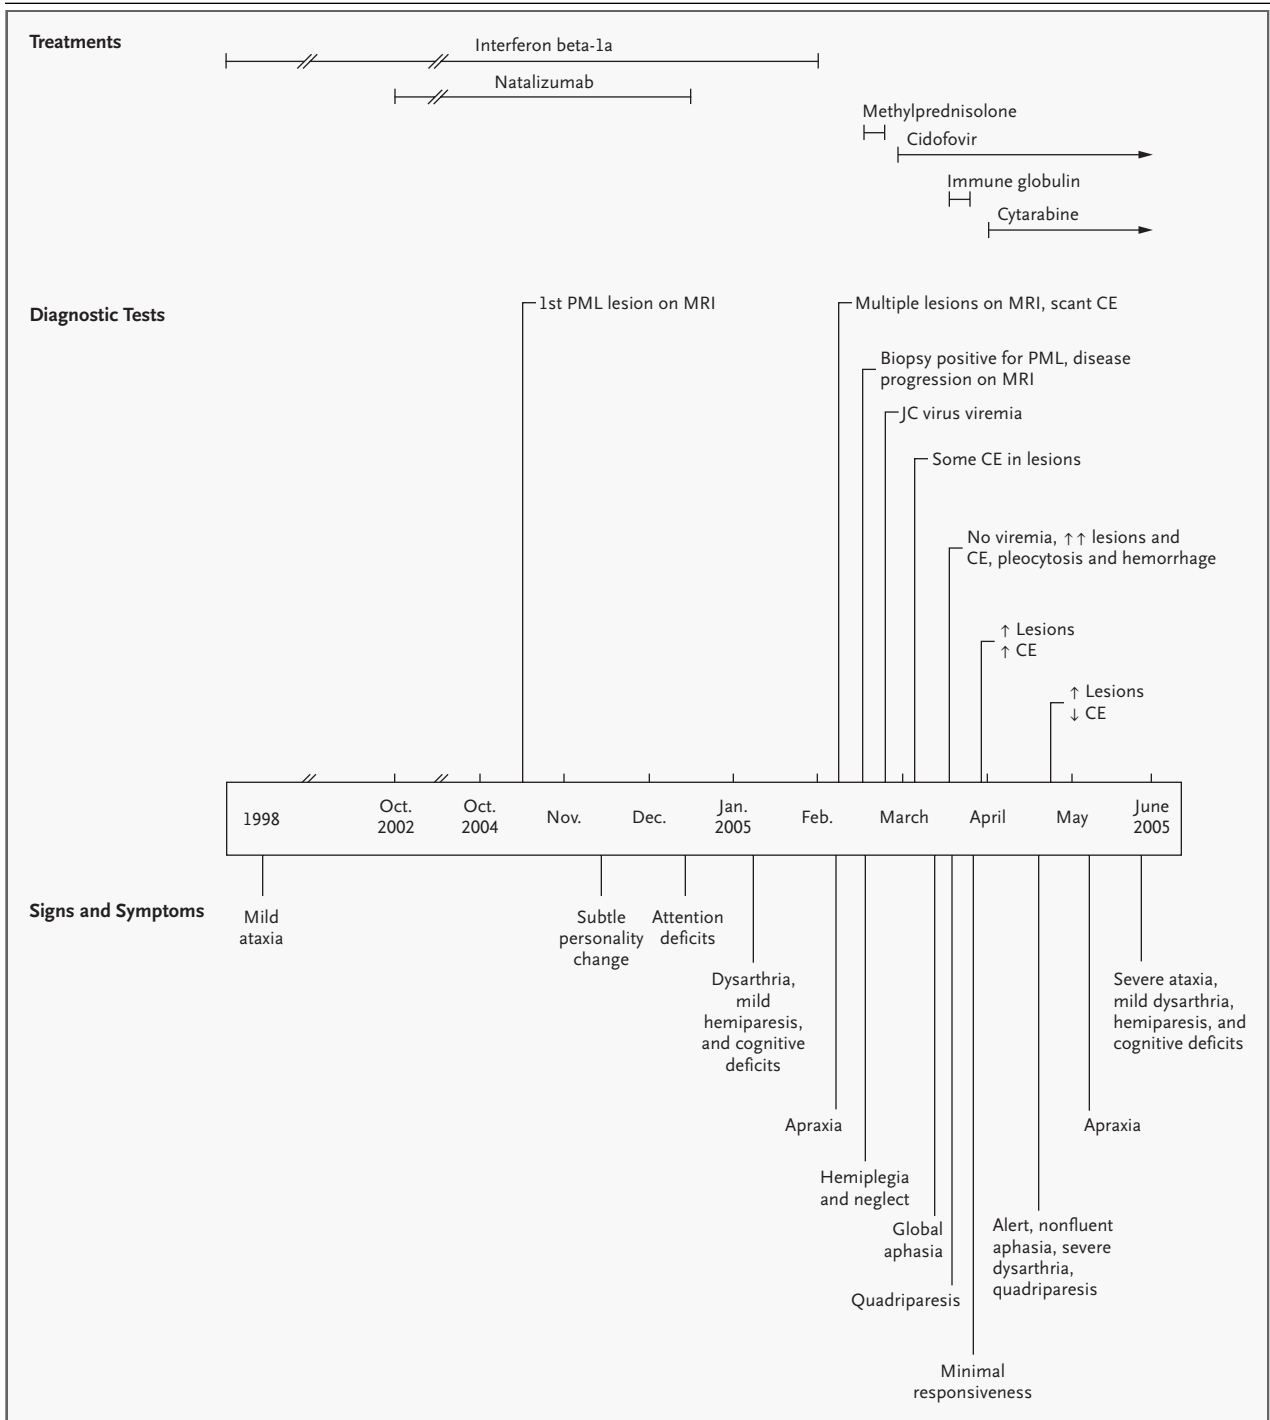 Treatments
Interferon beta-1a
Natalizumab
Methylprednisolone
Cidofovir
Immune globulin
Cytarabine
Diagnostic Tests
1st PML lesion on MRI
Multiple lesions on MRI, scant CE
Biopsy positive for PML, disease
progression on MRI
JC virus viremia
Some CE in lesions
No viremia, ↑↑ lesions and
CE, pleocytosis and hemorrhage
↑ Lesions
↑ CE
↑ Lesions
↓ CE
1998
Oct.
2002
Oct.
2004
Nov.
Dec.
Jan.
2005
Feb.
March
April
May
June
2005
Signs and Symptoms
Mild
ataxia
Subtle
personality
change
Attention
deficits
Dysarthria,
mild
hemiparesis,
and cognitive
deficits
Severe ataxia,
mild dysarthria,
hemiparesis, and
cognitive deficits
Apraxia
Apraxia
Hemiplegia
and neglect
Global
aphasia
Alert, nonfluent
aphasia, severe
dysarthria,
quadriparesis
Quadriparesis
Minimal
responsiveness